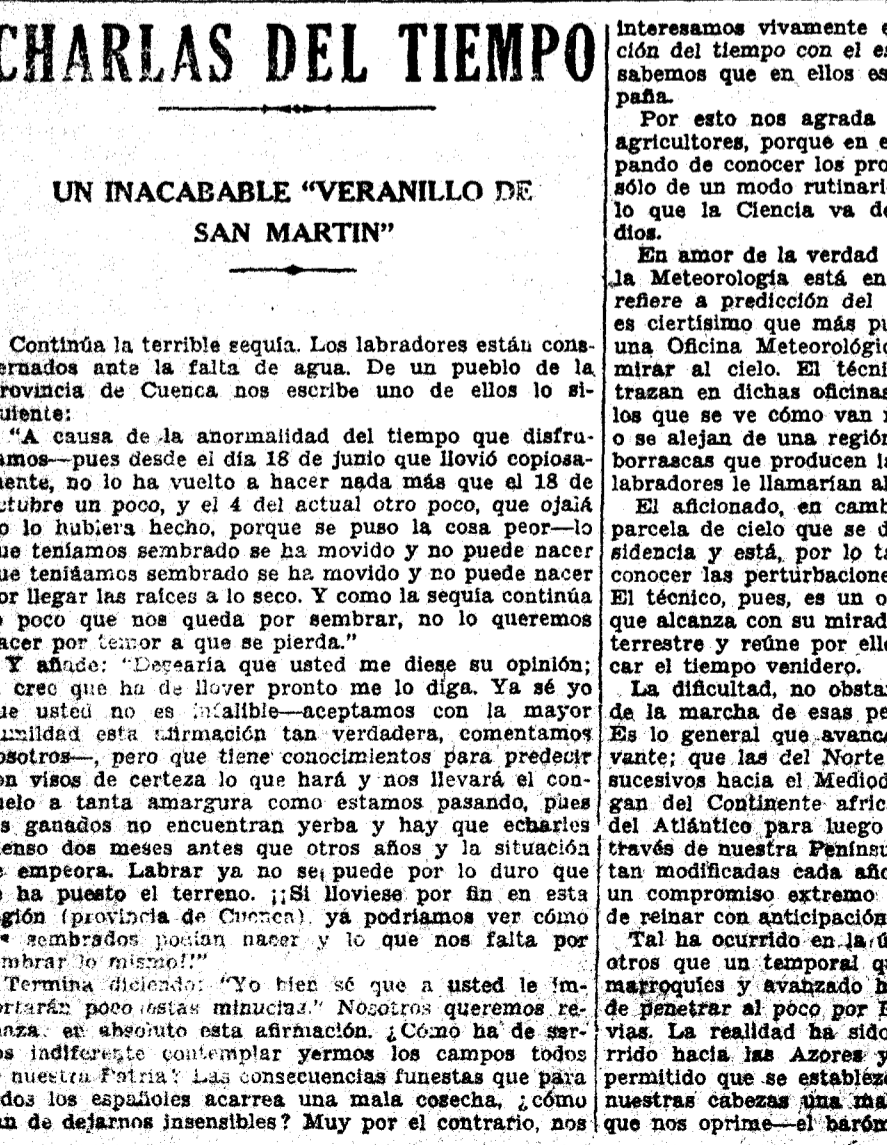 CHARLAS DEL TIEMPO
UN INACABABLE "VERANILLO DE
SAN MARTIN"
Continúa la terrible sequía. Los labradores están cons-
ernados ante la falta de agua. De un pueblo de la
rovincia de Cuenca nos escribe uno de ellos lo si-
uiente:
"A causa de la anormalidad del tiempo que disfru-
amos—pues desde el día 18 de junio que llovió copiosa-
ente, no lo ha vuelto a hacer nada más que el 18 de
ctubre un poco, y el 4 del actual otro poco, que ojalá
o lo hubiera hecho, porque se puso la cosa peor—lo
ue teníamos sembrado se ha movido y no puede nacer
ue teniáamos sembrado se ha movido y no puede nacer
or llegar las raíces a lo seco. Y como la sequía continúa
o poco que nos queda por sembrar, no lo queremos
acer por temor a que se pierda."
Y añade: "Desearía que usted me diese su opinión;
i cree que ha de llover pronto me lo diga. Ya sé yo
ue usted no es infalible—aceptamos con la mayor
umildad esta afirmación tan verdadera, comentamos
osotros—, pero que tiene conocimientos para predecir
on visos de certeza lo que hará y nos llevará el con-
uelo a tanta amargura como estamos pasando, pues
s ganados no encuentran yerba y hay que echarles
ienso dos meses antes que otros años y la situación
e empeora. Labrar ya no se puede por lo duro que
e ha puesto el terreno. ¡¡Si lloviese por fin en esta
gión (provincia de Cuenca), ya podríamos ver cómo
s sembrados podían nacer y lo que nos falta por
mbrar lo mismo!!"
Termina diciendo: "Yo bien sé que a usted le im-
ortarán poco estas minucias." Nosotros queremos re-
aza. en absoluto esta afirmación. ¿Cómo ha de ser-
os indiferente contemplar yermos los campos todos
e nuestra Patria? Las consecuencias funestas que para
dos los españoles acarrea una mala cosecha, ¿cómo
an de dejarnos insensibles? Muy por el contrario, nos
interesamos vivamente e
ción del tiempo con el es
sabemos que en ellos es
paña.
Por esto nos agrada
agricultores, porque en e
pando de conocer los pro
sólo de un modo rutinari
lo que la Ciencia va de
dios.
En amor de la verdad
la Meteorología está en
refiere a predicción del
es ciertísimo que más pu
una Oficina Meteorológic
mirar al cielo. El técni
trazan en dichas oficinas
los que se ve cómo van
o se alejan de una región
borrascas que producen la
labradores le llamarían al
El aficionado, en camb
parcela de cielo que se d
sidencia y está, por lo ta
conocer las perturbacione
El técnico, pues, es un o
que alcanza con su mirad
terrestre y reúne por ello
car el tiempo venidero.
La dificultad, no obsta
de la marcha de esas pe
Es lo general que avanc
vante; que las del Norte
sucesivos hacia el Mediod
gan del Continente afric
del Atlántico para luego
través de nuestra Penínsu
tan modificadas cada año
un compromiso extremo
de reinar con anticipación
Tal ha ocurrido en la ú
otros que un temporal q
marroquíes y avanzado h
de penetrar al poco por E
vias. La realidad ha sido
rrido hacia las Azores y
permitido que se establez
nuestras cabezas una ma
que nos oprime—el baróm